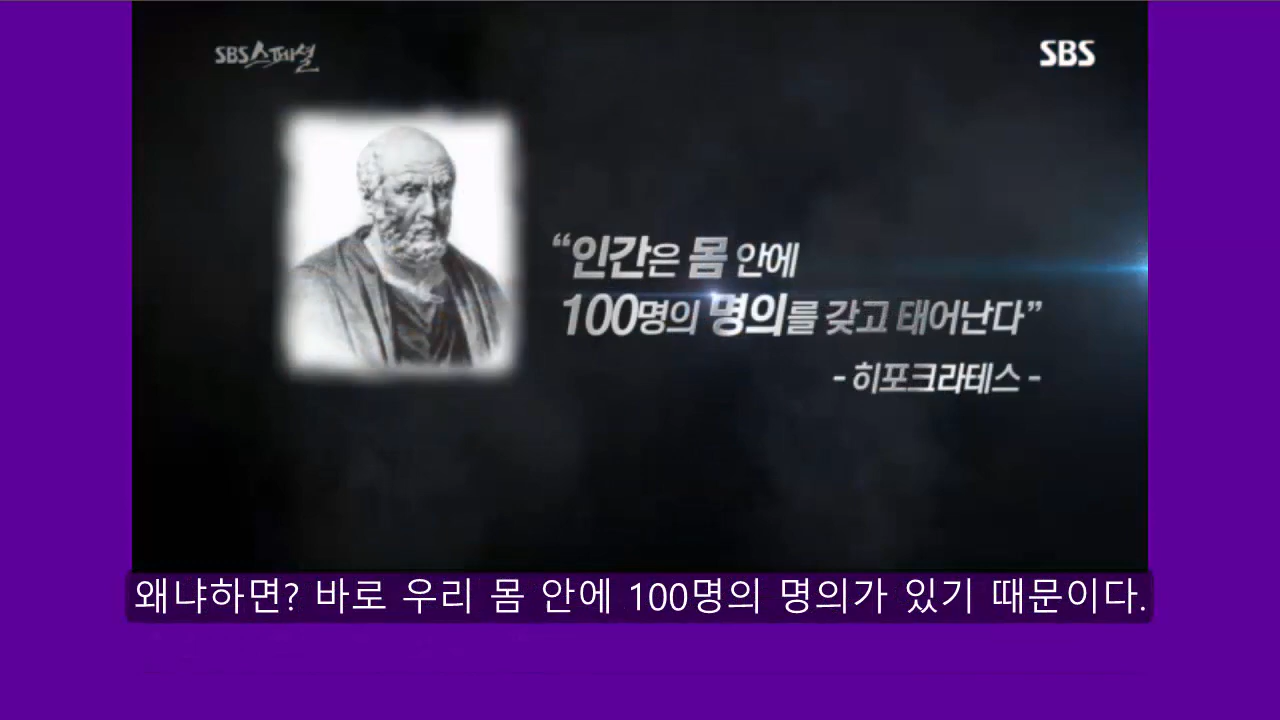 SBS스페셜
SBS
“인간은 몸 안에
100명의 명의를 갖고 태어난다”
- 히포크라테스 -
왜냐하면? 바로 우리 몸 안에 100명의 명의가 있기 때문이다.